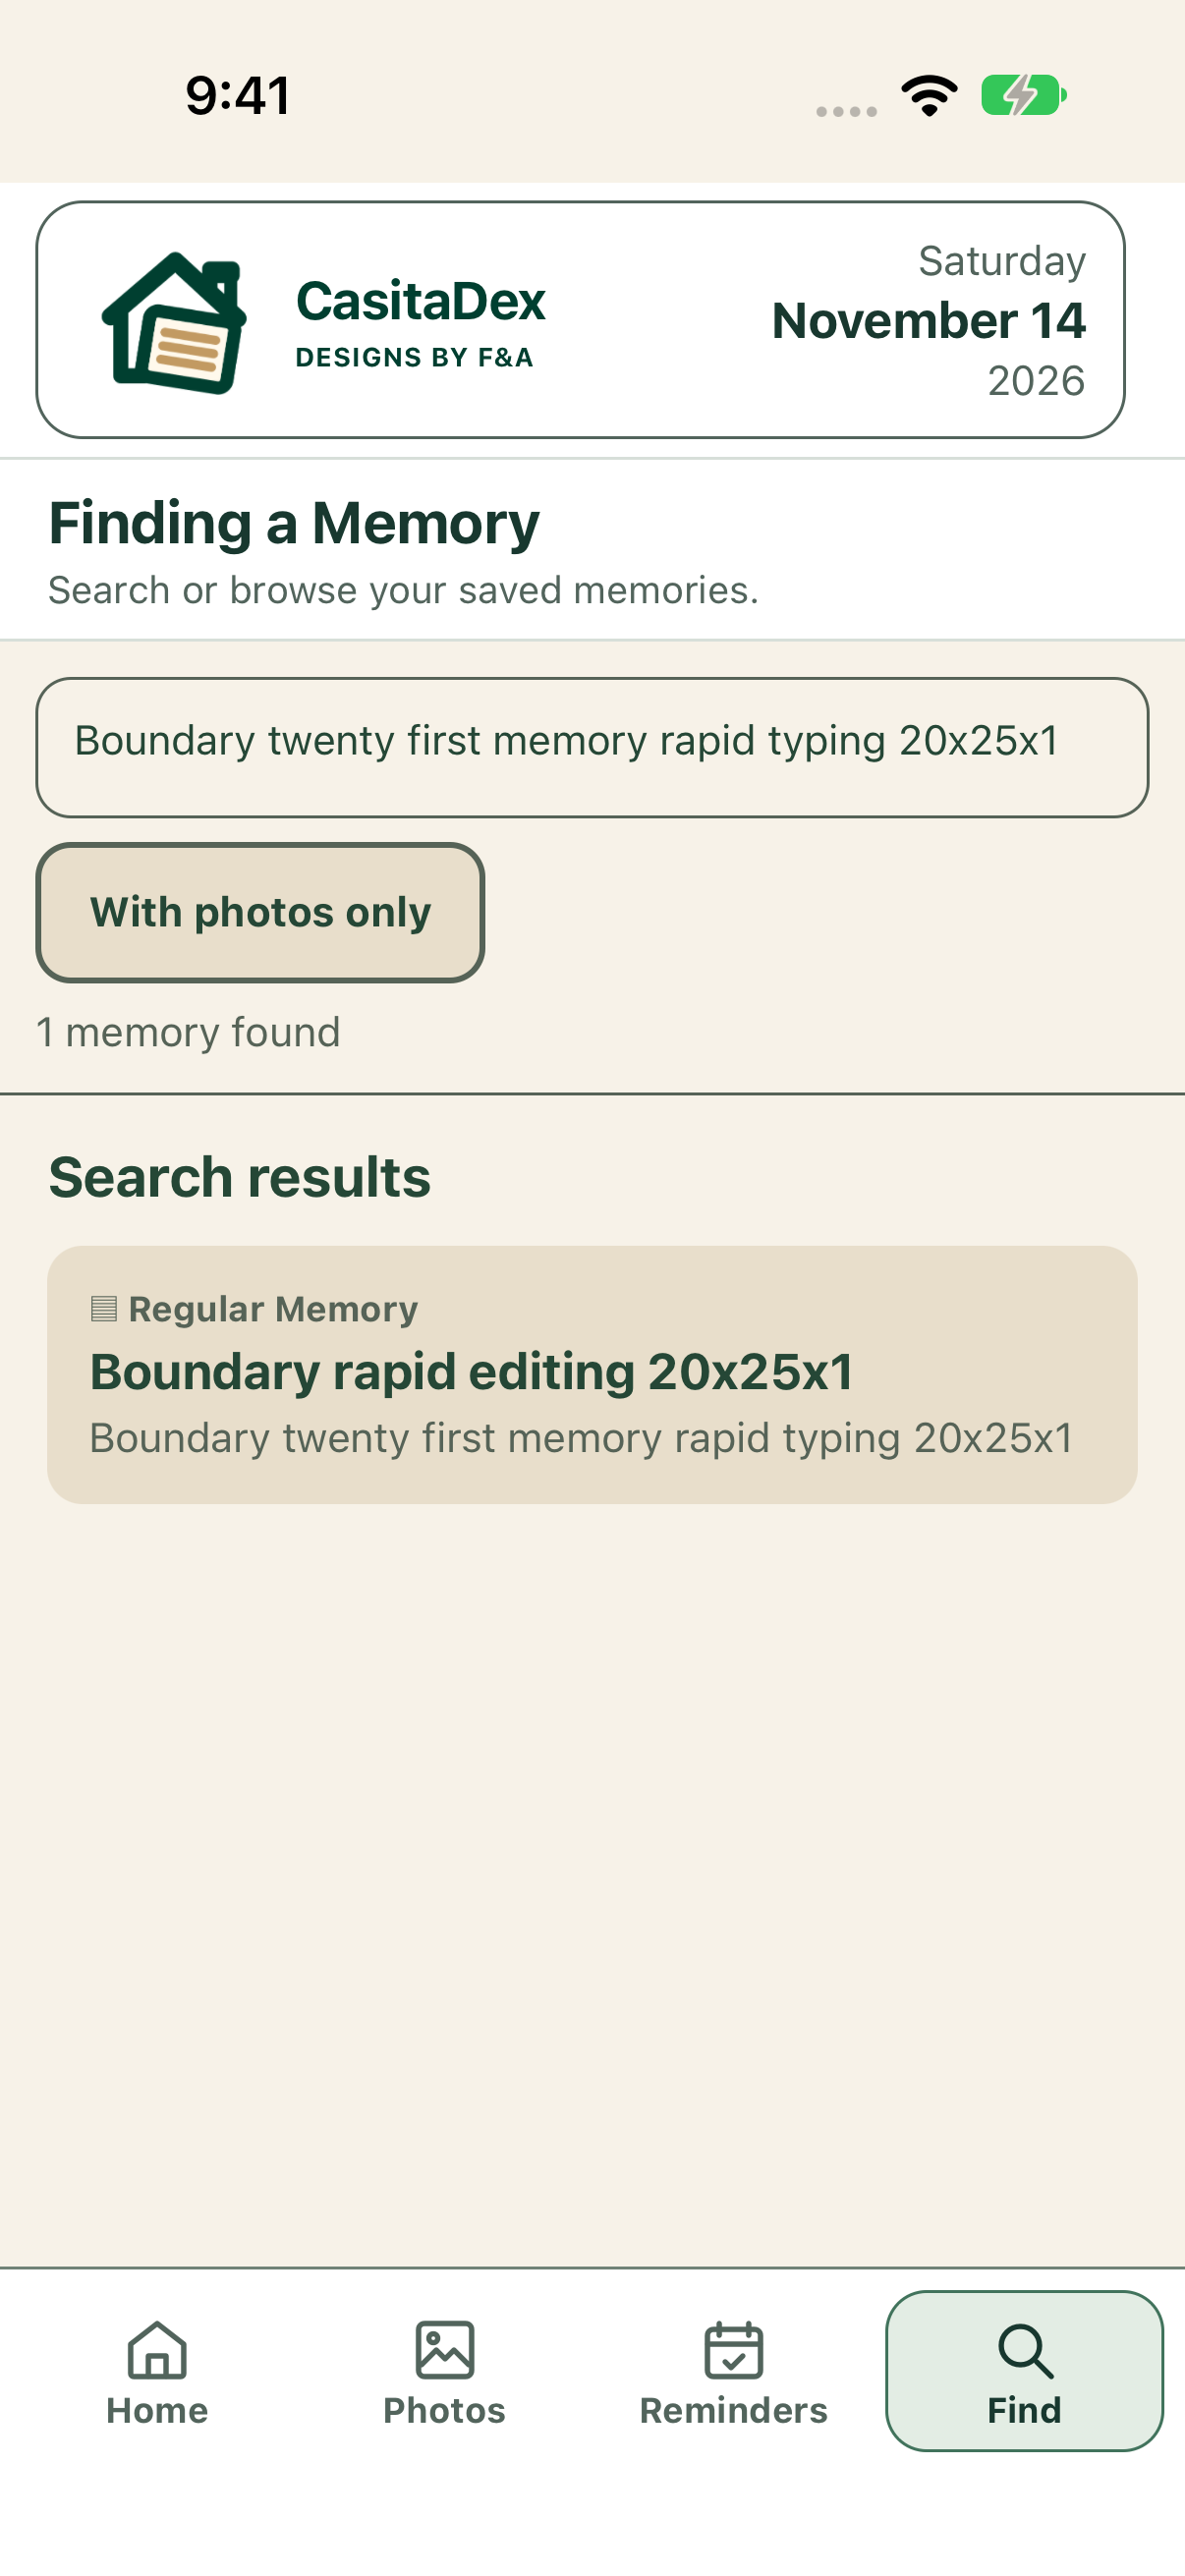 9:41
CasitaDex
DESIGNS BY F&A
Saturday
November 14
2026
Finding a Memory
Search or browse your saved memories.
Boundary twenty first memory rapid typing 20x25x1
With photos only
1 memory found
Search results
Regular Memory
Boundary rapid editing 20x25x1
Boundary twenty first memory rapid typing 20x25x1
Home
Photos
Reminders
Find